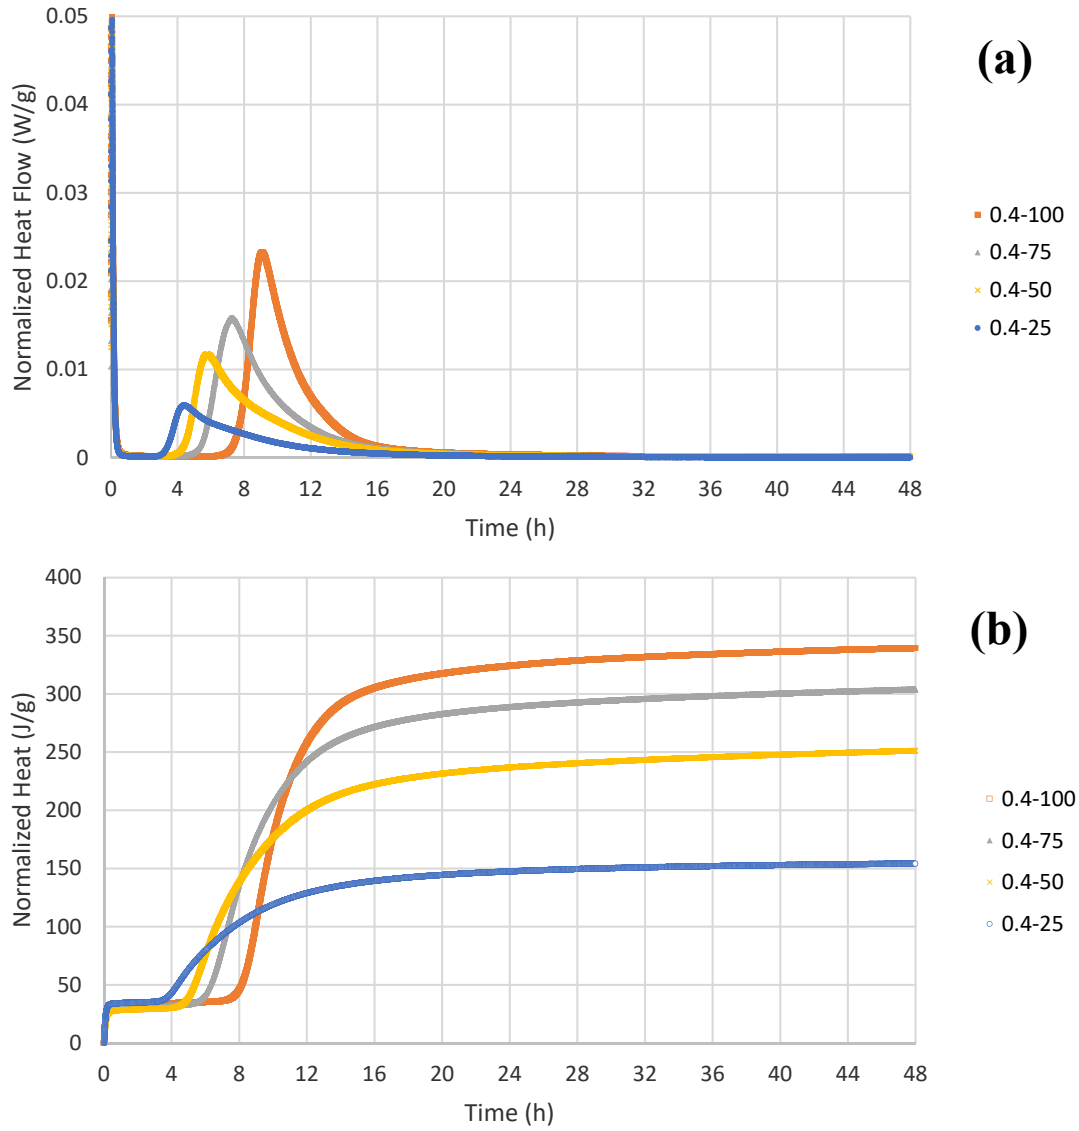 0.05
0.04
0.03
0.02
0.01
0
Normalized Heat Flow (W/g)
0 4 8 12 16 20 24 28 32 36 40 44 48
Time (h)
(a)
0.4-100
0.4-75
0.4-50
0.4-25
400
350
300
250
200
150
100
50
0
Normalized Heat (J/g)
0 4 8 12 16 20 24 28 32 36 40 44 48
Time (h)
(b)
0.4-100
0.4-75
0.4-50
0.4-25